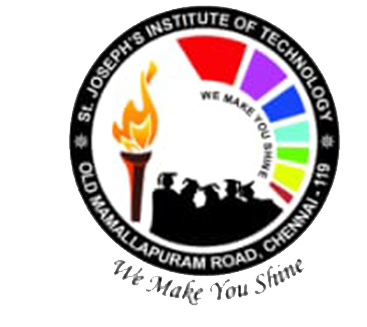 St. JOSEPH'S INSTITUTE OF TECHNOLOGY
WE MAKE YOU SHINE
OLD MAMALLAPURAM ROAD, CHENNAI - 119
We Make You Shine